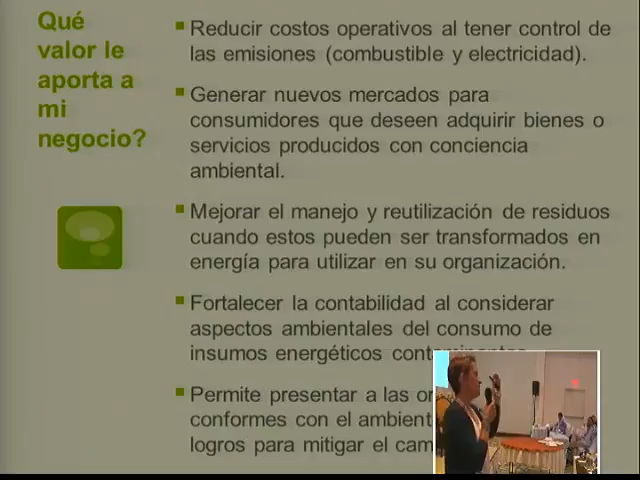 Qué
valor le
aporta a
mi
negocio?
Reducir costos operativos al tener control de
las emisiones (combustible y electricidad).
Generar nuevos mercados para
consumidores que deseen adquirir bienes o
servicios producidos con conciencia
ambiental.
Mejorar el manejo y reutilización de residuos
cuando estos pueden ser transformados en
energía para utilizar en su organización.
Fortalecer la contabilidad al considerar
aspectos ambientales del consumo de
insumos energéticos contaminantes.
Permite presentar a las
conformes con el
logros para mitigar el